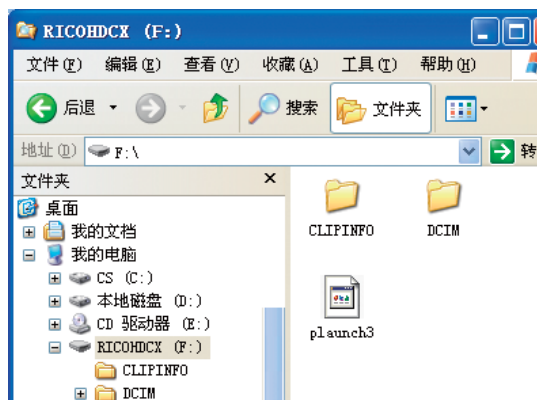 RICOHDCX (F:)
文件(F) 编辑(E) 查看(V) 收藏(A) 工具(T) 帮助(H)
后退 搜索 文件夹
地址(D) F:\ 转
文件夹 ×
桌面
我的文档
我的电脑
CS (C:)
本地磁盘 (D:)
CD 驱动器 (E:)
RICOHDCX (F:)
CLIPINFO
DCIM
CLIPINFO DCIM
plaunch3